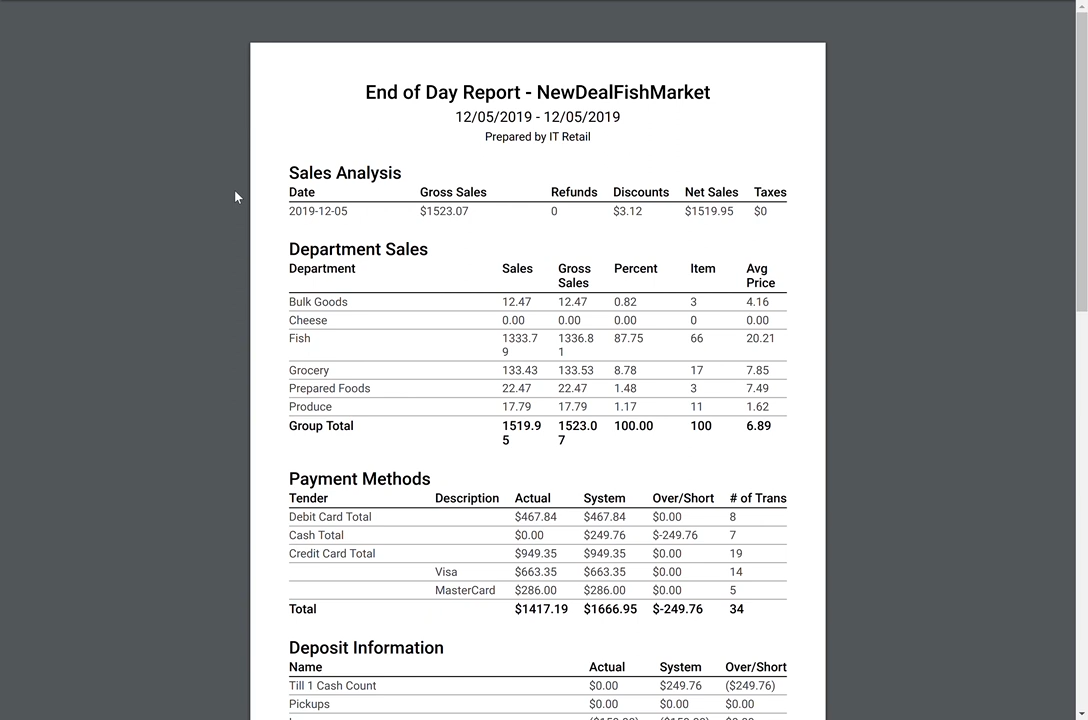 End of Day Report - NewDealFishMarket
12/05/2019 - 12/05/2019
Prepared by IT Retail
Sales Analysis
Date Gross Sales Refunds Discounts Net Sales Taxes
2019-12-05 $1523.07 0 $3.12 $1519.95 $0
Department Sales
Department Sales Gross Percent Item Avg
Sales Price
Bulk Goods 12.47 12.47 0.82 3 4.16
Cheese 0.00 0.00 0.00 0 0.00
Fish 1333.7 1336.8 87.75 66 20.21
9 1
Grocery 133.43 133.53 8.78 17 7.85
Prepared Foods 22.47 22.47 1.48 3 7.49
Produce 17.79 17.79 1.17 11 1.62
Group Total 1519.9 1523.0 100.00 100 6.89
5 7
Payment Methods
Tender Description Actual System Over/Short # of Trans
Debit Card Total $467.84 $467.84 $0.00 8
Cash Total $0.00 $249.76 $-249.76 7
Credit Card Total $949.35 $949.35 $0.00 19
Visa $663.35 $663.35 $0.00 14
MasterCard $286.00 $286.00 $0.00 5
Total $1417.19 $1666.95 $-249.76 34
Deposit Information
Name Actual System Over/Short
Till 1 Cash Count $0.00 $249.76 ($249.76)
Pickups $0.00 $0.00 $0.00